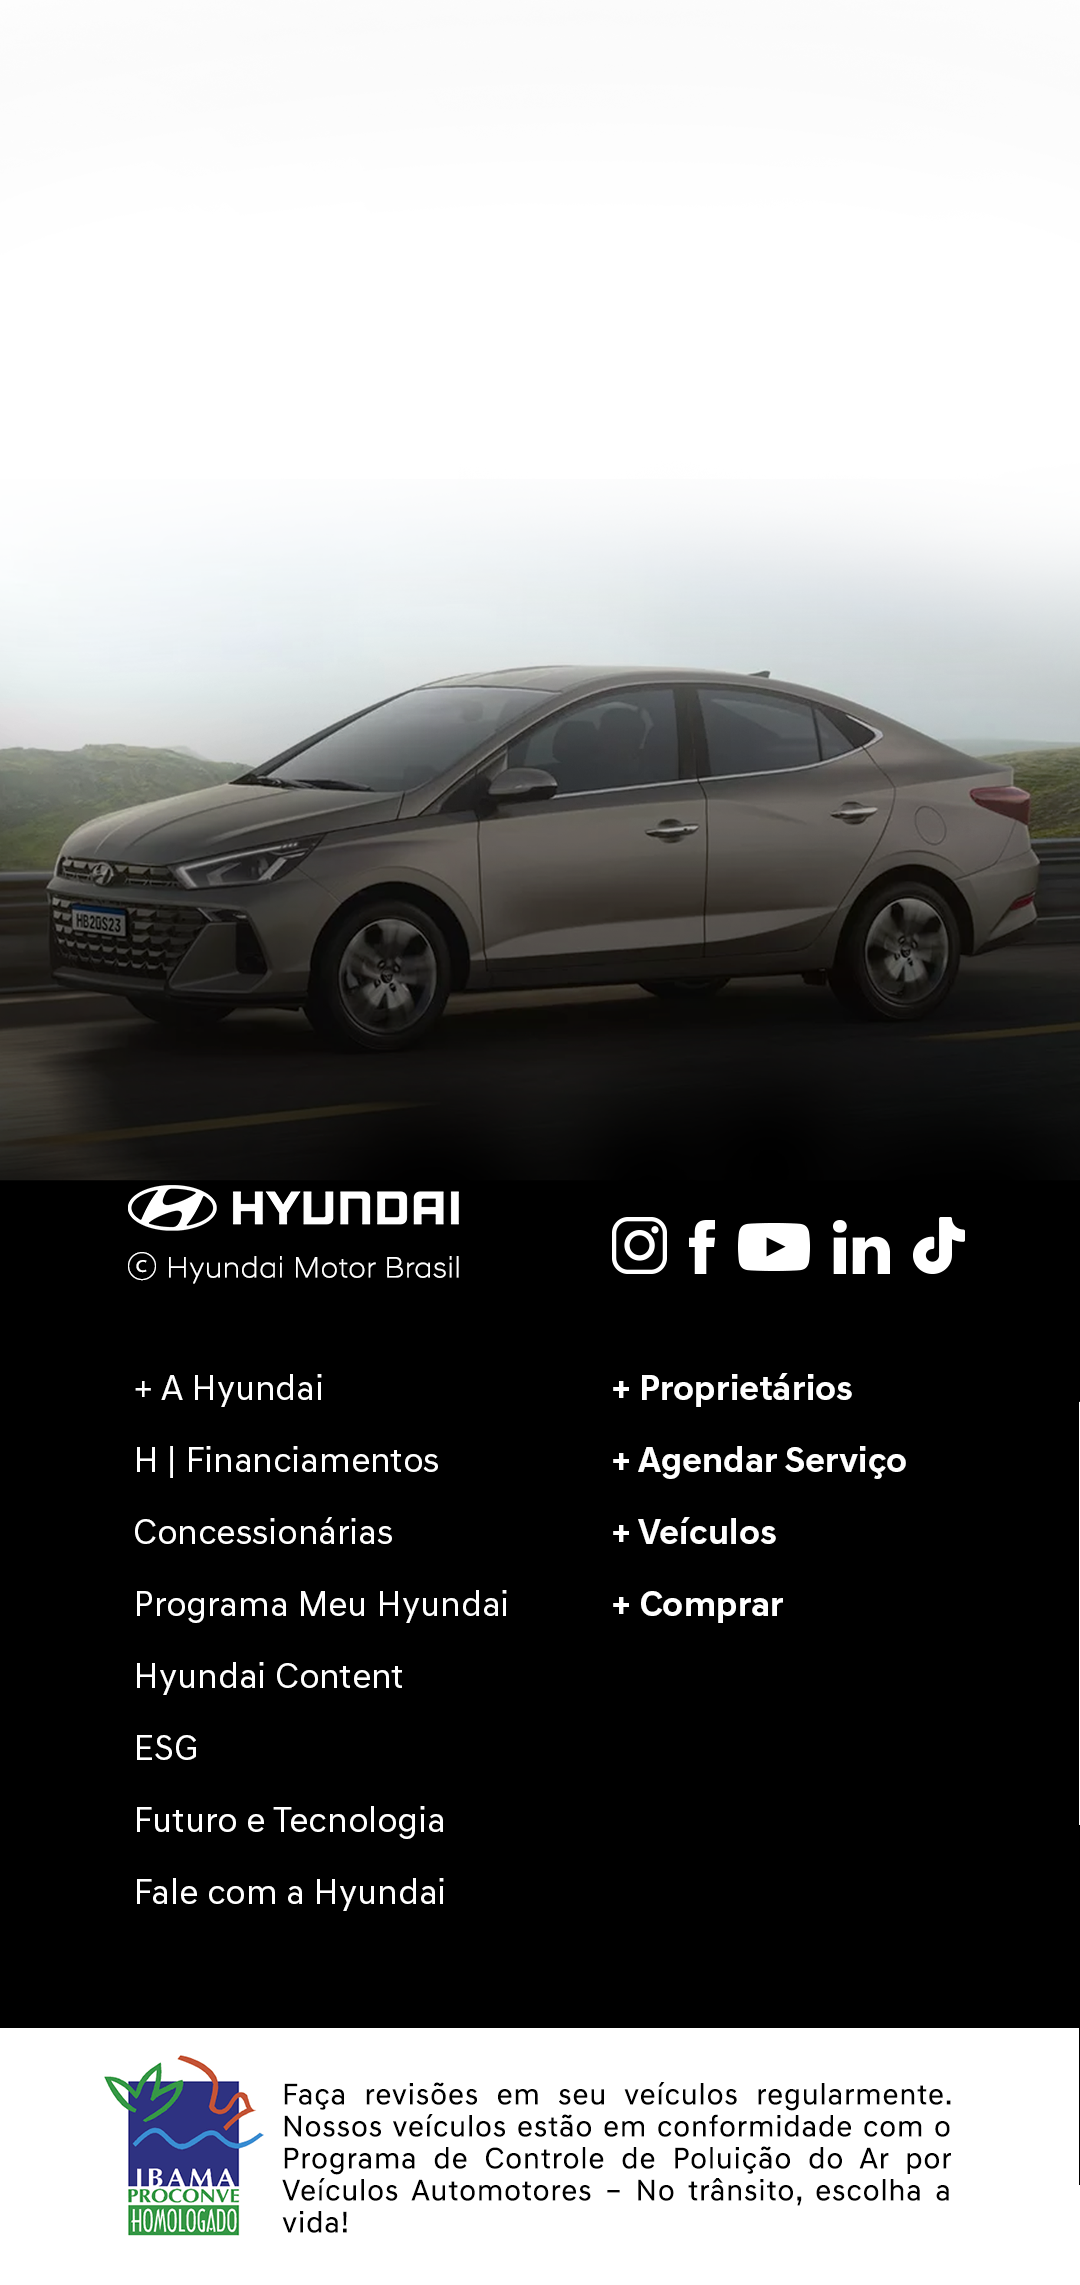 HB20S23
HYUNDAI
© Hyundai Motor Brasil
+ A Hyundai
H | Financiamentos
Concessionárias
Programa Meu Hyundai
Hyundai Content
ESG
Futuro e Tecnologia
Fale com a Hyundai
+ Proprietários
+ Agendar Serviço
+ Veículos
+ Comprar
IBAMA
PROCONVE
HOMOLOGADO
Faça revisões em seu veículos regularmente.
Nossos veículos estão em conformidade com o
Programa de Controle de Poluição do Ar por
Veículos Automotores – No trânsito, escolha a
vida!